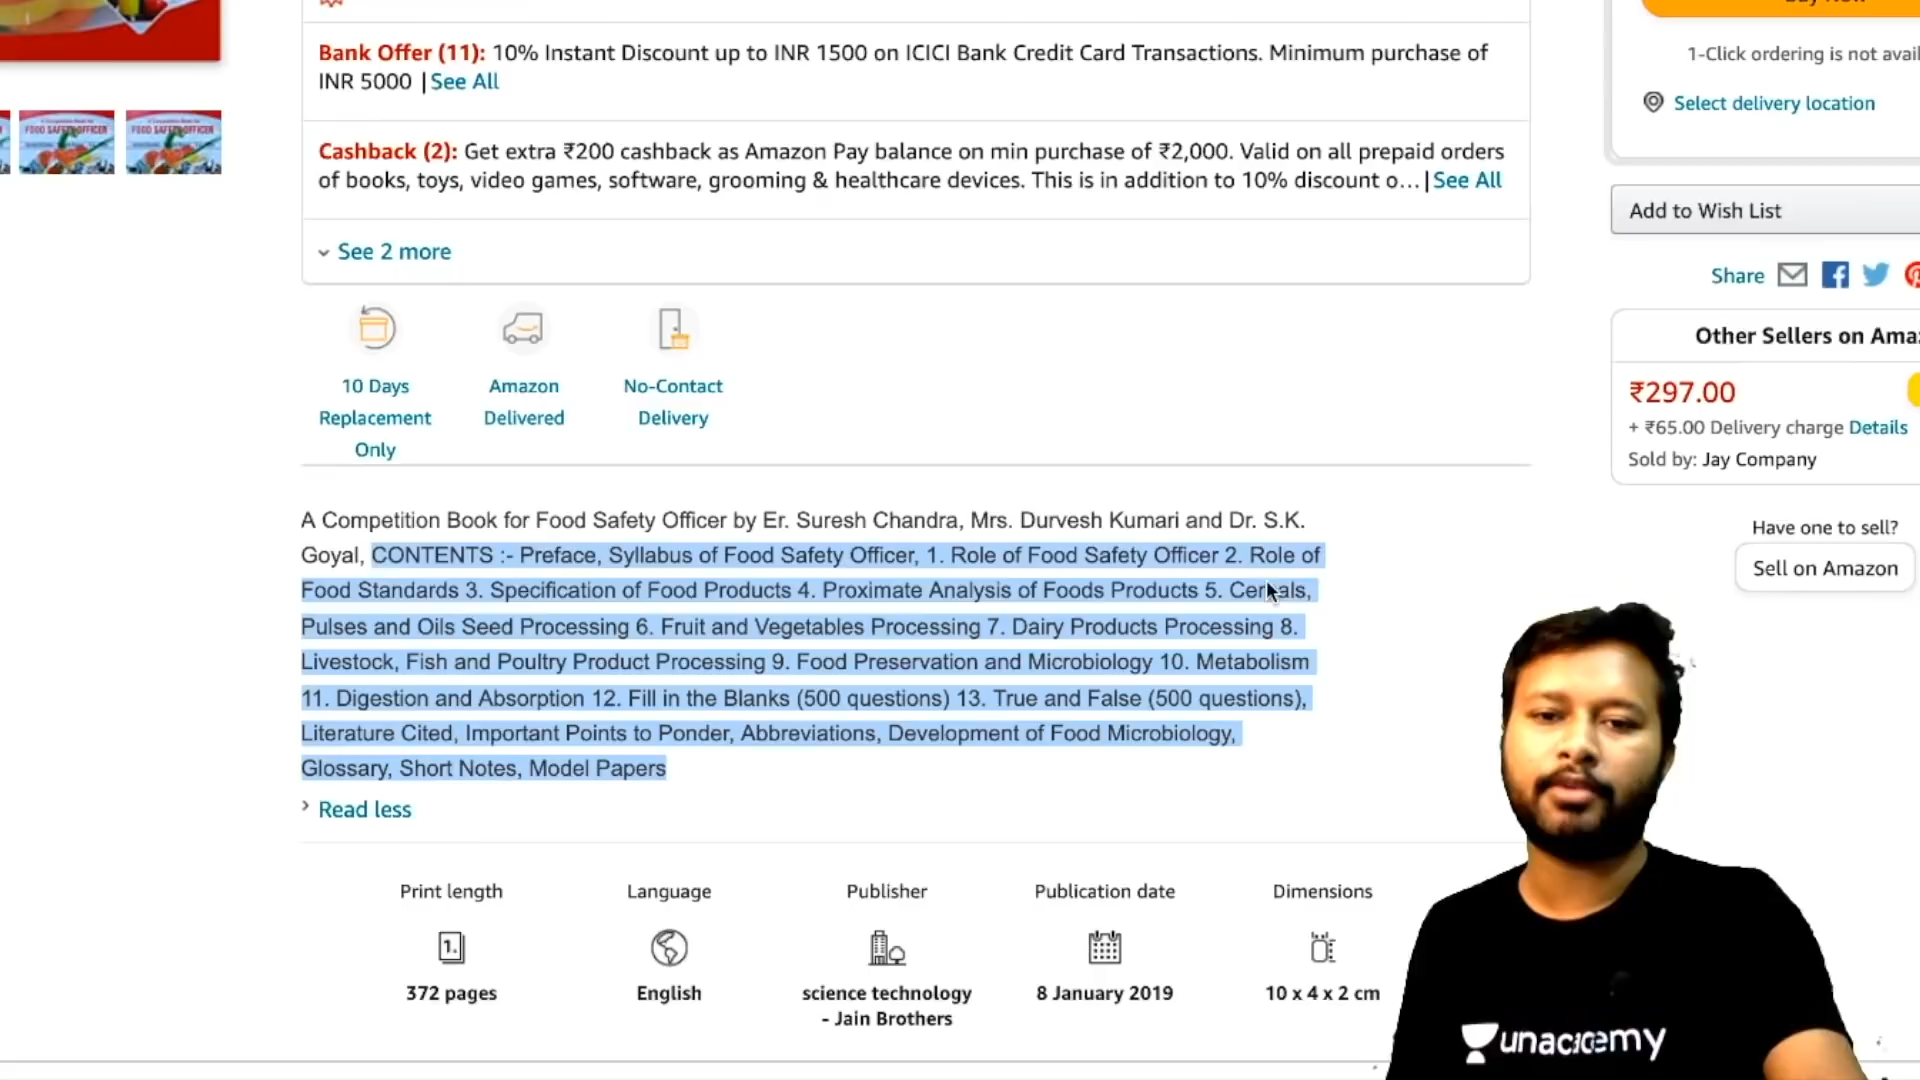 Buy Now
Bank Offer (11): 10% Instant Discount up to INR 1500 on ICICI Bank Credit Card Transactions. Minimum purchase of
INR 5000 | See All
1-Click ordering is not avail
Select delivery location
FOOD SAFETY OFFICER
FOOD SAFETY OFFICER
Cashback (2): Get extra ₹200 cashback as Amazon Pay balance on min purchase of ₹2,000. Valid on all prepaid orders
of books, toys, video games, software, grooming & healthcare devices. This is in addition to 10% discount o... | See All
Add to Wish List
See 2 more
Share
10 Days
Replacement
Only
Amazon
Delivered
No-Contact
Delivery
Other Sellers on Ama
₹297.00
+ ₹65.00 Delivery charge Details
Sold by: Jay Company
Have one to sell?
Sell on Amazon
A Competition Book for Food Safety Officer by Er. Suresh Chandra, Mrs. Durvesh Kumari and Dr. S.K.
Goyal, CONTENTS :- Preface, Syllabus of Food Safety Officer, 1. Role of Food Safety Officer 2. Role of
Food Standards 3. Specification of Food Products 4. Proximate Analysis of Foods Products 5. Cereals,
Pulses and Oils Seed Processing 6. Fruit and Vegetables Processing 7. Dairy Products Processing 8.
Livestock, Fish and Poultry Product Processing 9. Food Preservation and Microbiology 10. Metabolism
11. Digestion and Absorption 12. Fill in the Blanks (500 questions) 13. True and False (500 questions),
Literature Cited, Important Points to Ponder, Abbreviations, Development of Food Microbiology,
Glossary, Short Notes, Model Papers
Read less
Print length
1.
372 pages
Language
English
Publisher
science technology
- Jain Brothers
Publication date
8 January 2019
Dimensions
10 x 4 x 2 cm
unacademy